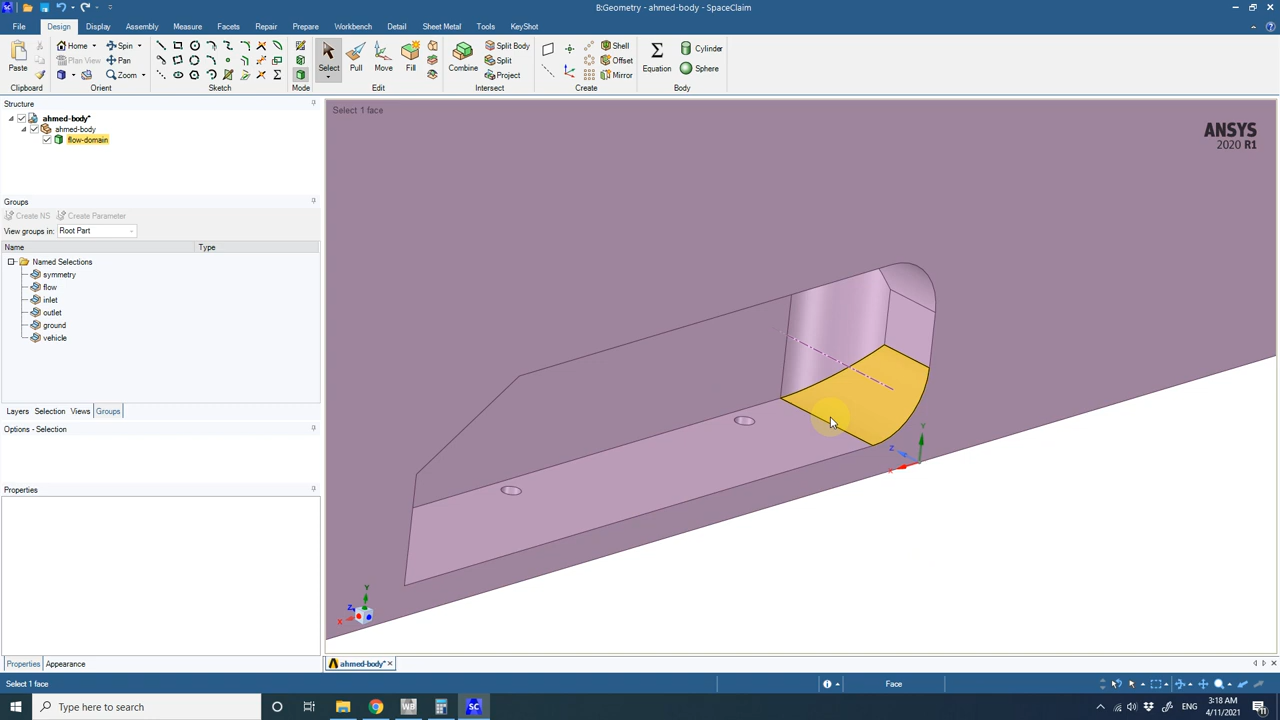 B:Geometry - ahmed-body - SpaceClaim
File Design Display Assembly Measure Facets Repair Prepare Workbench Detail Sheet Metal Tools KeyShot
Home Spin Shell Cylinder
Split Body
Plan View Pan Split Offset
Sphere
Paste Zoom Select Pull Move Fill Combine Project Mirror Equation
Clipboard Orient Sketch Mode Edit Intersect Create Body
Structure
Select 1 face
ahmed-body*
ahmed-body
flow-domain
ANSYS
2020 R1
Groups
Create NS Create Parameter
View groups in: Root Part
Name Type
Named Selections
symmetry
flow
inlet
outlet
ground
vehicle
Layers Selection Views Groups
Options - Selection
Properties
Y
Z
X
Y
Z
X
Properties Appearance
ahmed-body*
Select 1 face Face
Type here to search
WB SC ENG 3:18 AM
4/11/2021